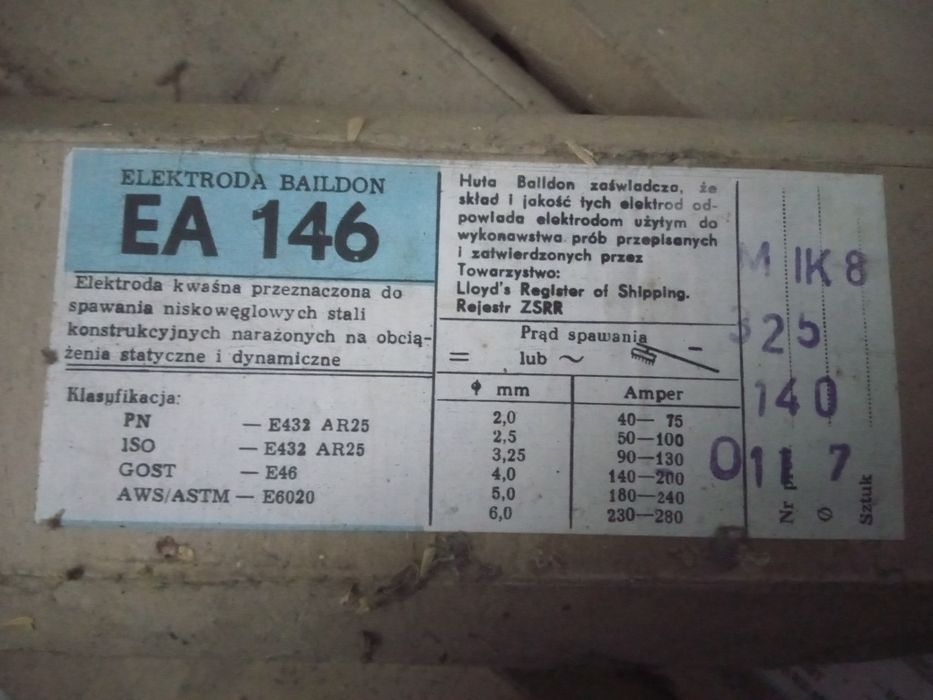 ELEKTRODA BAILDON
EA 146
Elektroda kwaśna przeznaczona do
spawania niskowęglowych stali
konstrukcyjnych narażonych na obcią-
żenia statyczne i dynamiczne
Klasyfikacja:
PN — E432 AR25
ISO — E432 AR25
GOST — E46
AWS/ASTM — E6020
Huta Baildon zaświadcza, że
skład i jakość tych elektrod od-
powiada elektrodom użytym do
wykonawstwa prób przepisanych
i zatwierdzonych przez
Towarzystwo:
Lloyd's Register of Shipping.
Rejestr ZSRR
Prąd spawania
= lub ~ −
ϕ mm Amper
2,0 40— 75
2,5 50—100
3,25 90—130
4,0 140—200
5,0 180—240
6,0 230—280
M IK 8
325
140
011 7
Nr
Ø
Sztuk